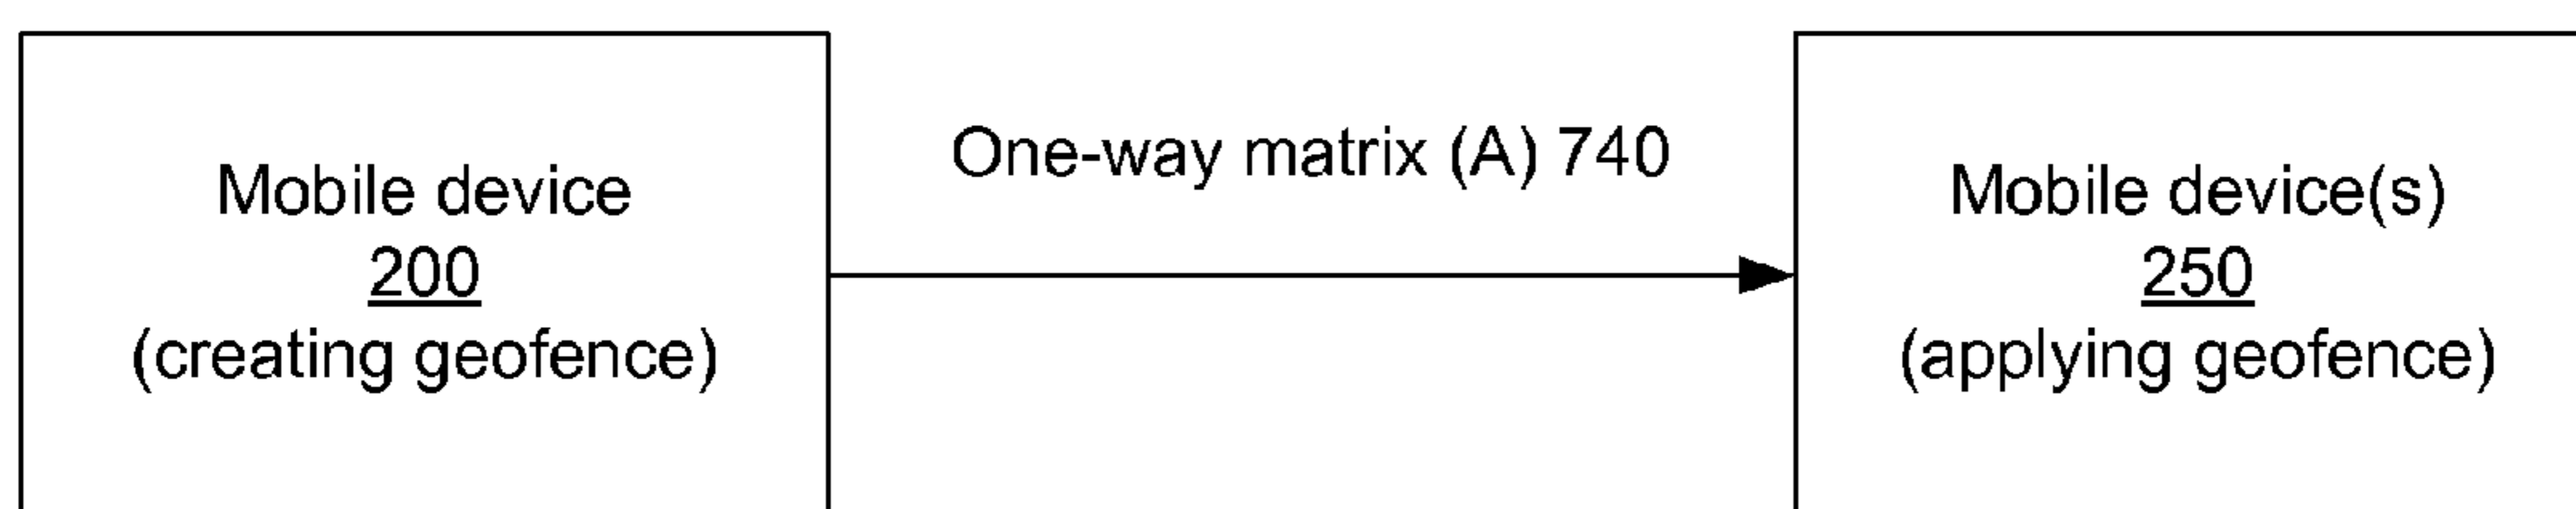 Mobile device
200
(creating geofence)
One-way matrix (A) 740
Mobile device(s)
250
(applying geofence)